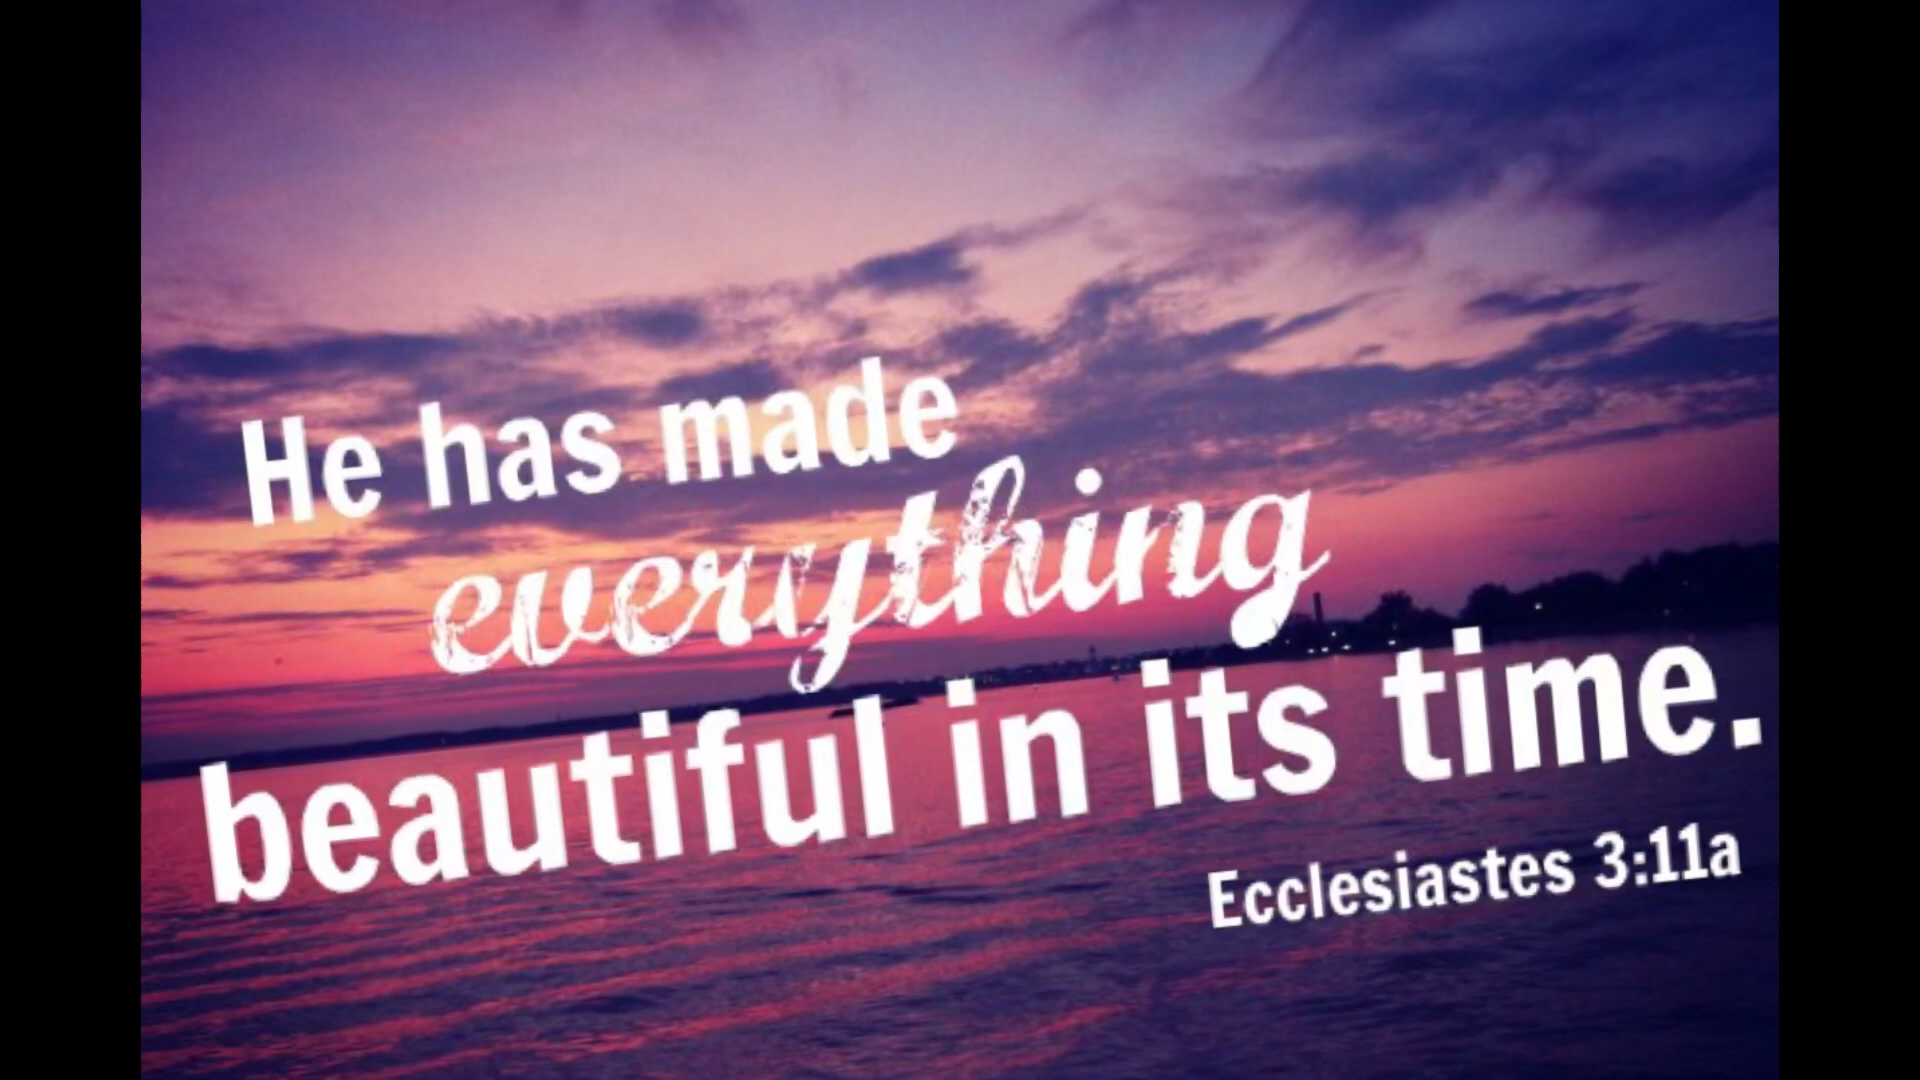 He has made
everything
beautiful in its time.
Ecclesiastes 3:11a